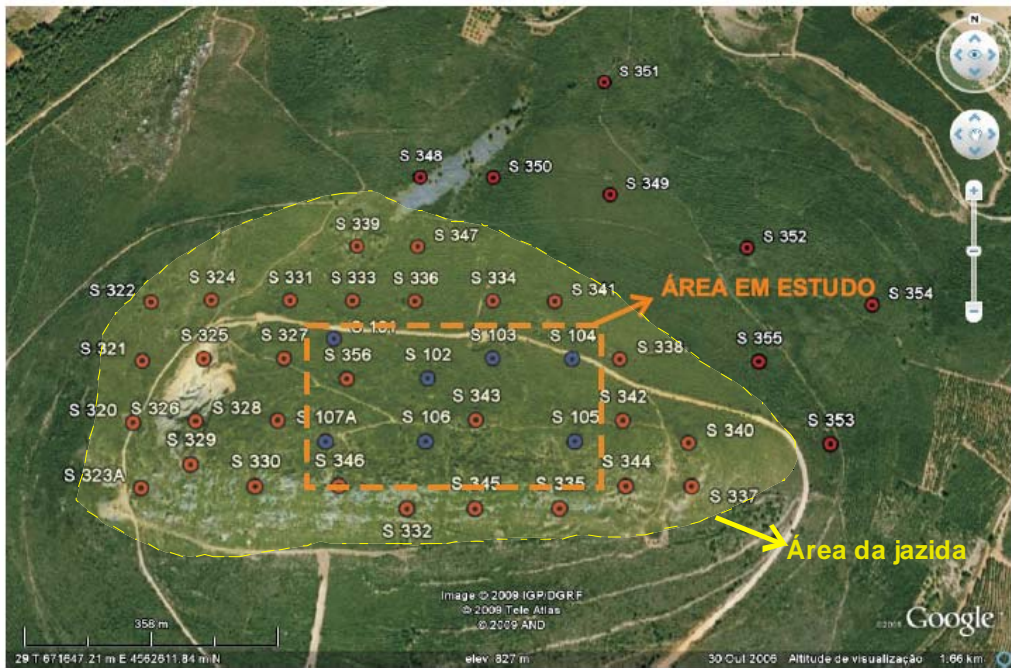 N
S 351
S 348
S 350
S 349
S 339
S 347
S 352
S 324
S 331
S 333
S 336
S 334
S 341
ÁREA EM ESTUDO
S 322
S 354
S 325
S 327
S 101
S 103
S 104
S 321
S 356
S 102
S 338
S 355
S 320
S 326
S 328
S 107A
S 106
S 343
S 105
S 342
S 353
S 329
S 340
S 323A
S 330
S 346
S 345
S 335
S 344
S 337
S 332
Área da jazida
Image © 2009 IGP/DGRF
© 2009 Tele Atlas
© 2009 AND
358 m
Google
29 T 671647.21 m E 4562611.84 m N
elev 827 m
30 Out 2006
Altitude de visualização 1.66 km